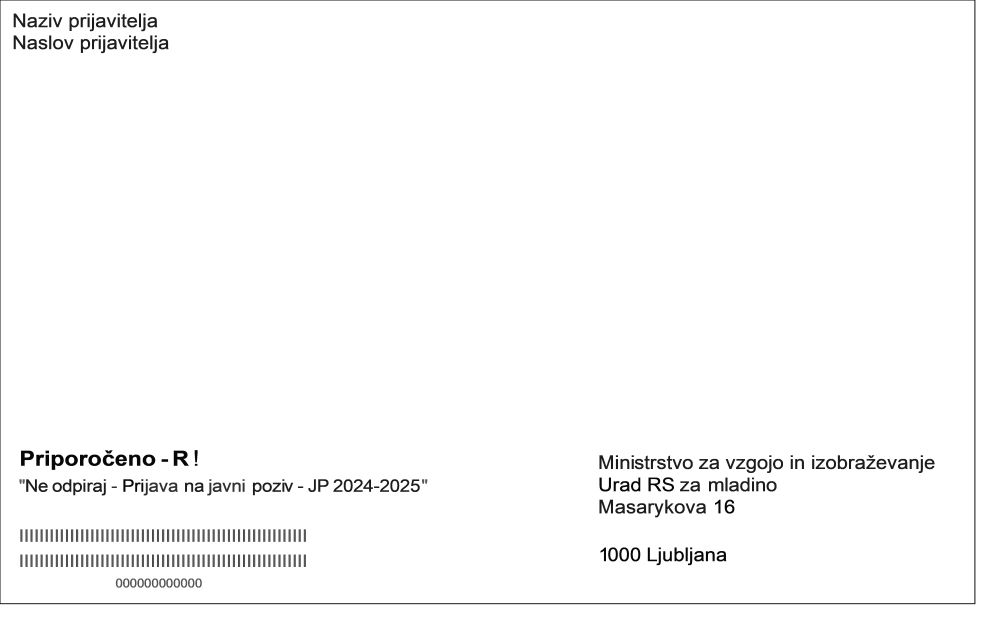 Naziv prijavitelja
Naslov prijavitelja
Priporočeno - R !
"Ne odpiraj - Prijava na javni poziv - JP 2024-2025"
000000000000
Ministrstvo za vzgojo in izobraževanje
Urad RS za mladino
Masarykova 16
1000 Ljubljana